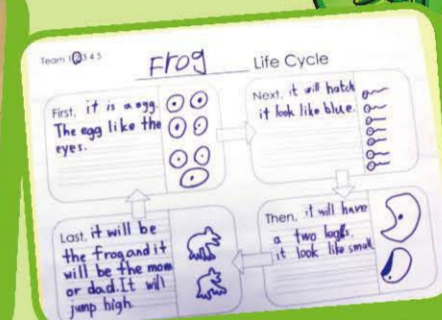 Team 1 2 3 4 5
Frog Life Cycle
First, it is a egg.
The egg like the
eyes.
Next, it will hatch
it look like blue.
Then, it will have
a two leggs.
it look like small
Last, it will be
the frog and it
will be the mom
or dad. It will
jump high.